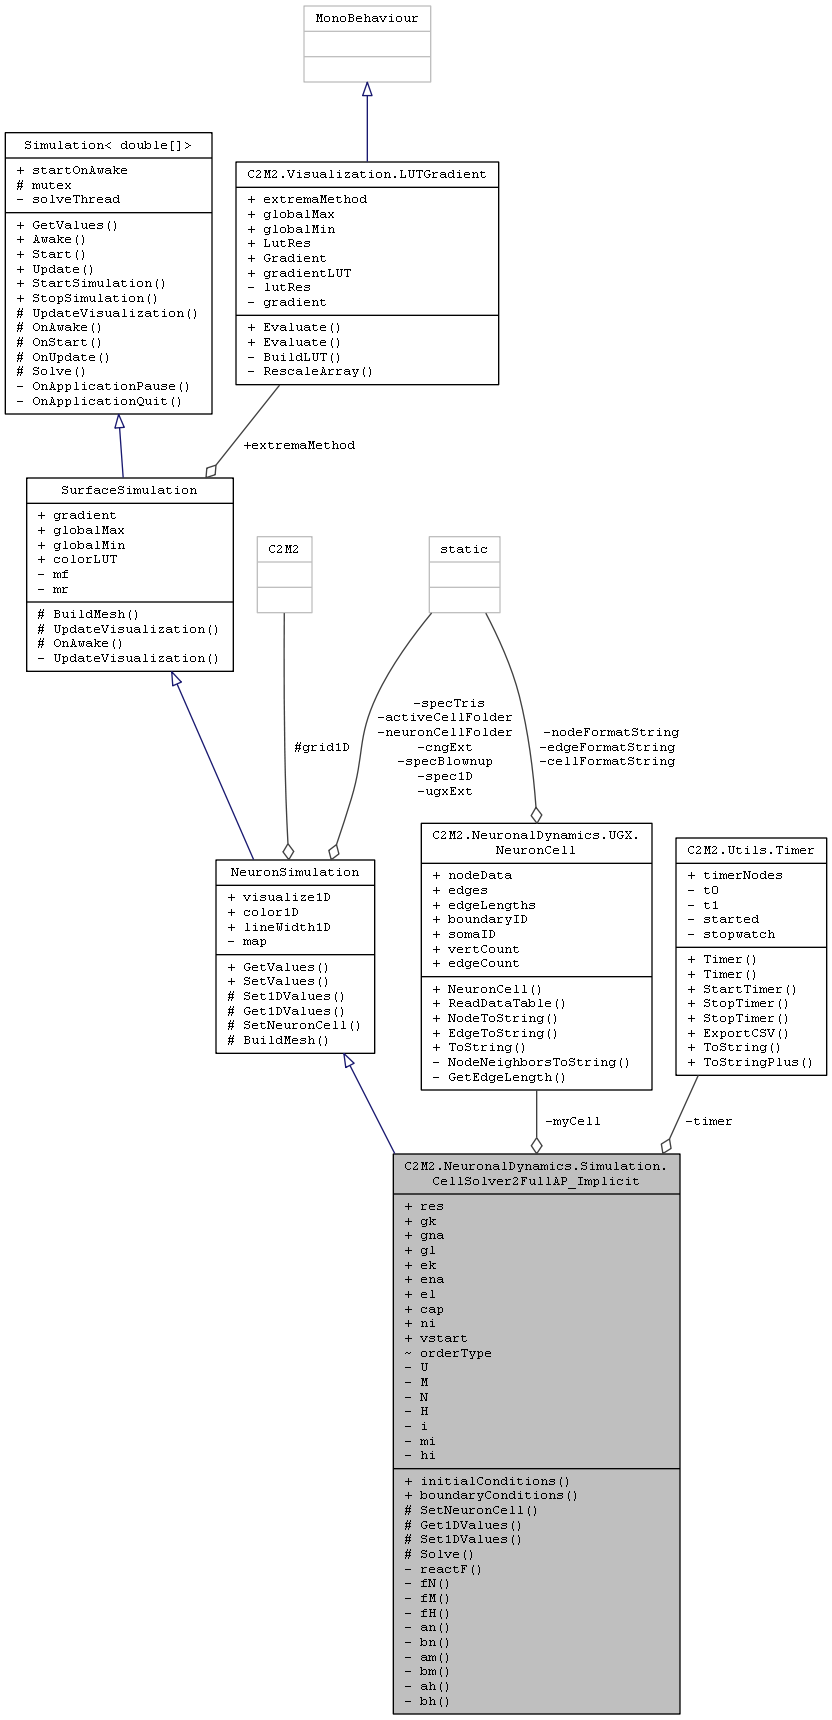 MonoBehaviour
Simulation< double[]>
+ startOnAwake
# mutex
- solveThread
+ GetValues()
+ Awake()
+ Start()
+ Update()
+ StartSimulation()
+ StopSimulation()
# UpdateVisualization()
# OnAwake()
# OnStart()
# OnUpdate()
# Solve()
- OnApplicationPause()
- OnApplicationQuit()
C2M2.Visualization.LUTGradient
+ extremaMethod
+ globalMax
+ globalMin
+ LutRes
+ Gradient
+ gradientLUT
- lutRes
- gradient
+ Evaluate()
+ Evaluate()
- BuildLUT()
- RescaleArray()
+extremaMethod
SurfaceSimulation
+ gradient
+ globalMax
+ globalMin
+ colorLUT
- mf
- mr
# BuildMesh()
# UpdateVisualization()
# OnAwake()
- UpdateVisualization()
C2M2
static
#grid1D
-specTris
-activeCellFolder
-neuronCellFolder
-cngExt
-specBlownup
-spec1D
-ugxExt
-nodeFormatString
-edgeFormatString
-cellFormatString
NeuronSimulation
+ visualize1D
+ color1D
+ lineWidth1D
- map
+ GetValues()
+ SetValues()
# Set1DValues()
# Get1DValues()
# SetNeuronCell()
# BuildMesh()
C2M2.NeuronalDynamics.UGX.
NeuronCell
+ nodeData
+ edges
+ edgeLengths
+ boundaryID
+ somaID
+ vertCount
+ edgeCount
+ NeuronCell()
+ ReadDataTable()
+ NodeToString()
+ EdgeToString()
+ ToString()
- NodeNeighborsToString()
- GetEdgeLength()
C2M2.Utils.Timer
+ timerNodes
- t0
- t1
- started
- stopwatch
+ Timer()
+ Timer()
+ StartTimer()
+ StopTimer()
+ StopTimer()
+ ExportCSV()
+ ToString()
+ ToStringPlus()
-myCell
-timer
C2M2.NeuronalDynamics.Simulation.
CellSolver2FullAP_Implicit
+ res
+ gk
+ gna
+ gl
+ ek
+ ena
+ el
+ cap
+ ni
+ vstart
~ orderType
- U
- M
- N
- H
- i
- mi
- hi
+ initialConditions()
+ boundaryConditions()
# SetNeuronCell()
# Get1DValues()
# Set1DValues()
# Solve()
- reactF()
- fN()
- fM()
- fH()
- an()
- bn()
- am()
- bm()
- ah()
- bh()